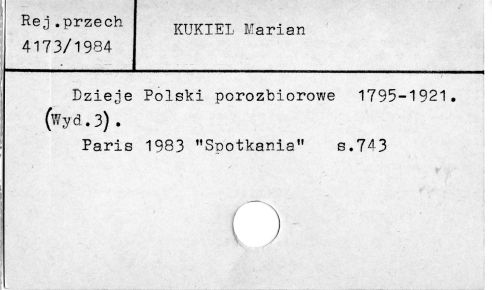 Rej.przech
4173/1984
KUKIEL Marian
Dzieje Polski porozbiorowe 1795-1921.
(Wyd.3).
Paris 1983 "Spotkania" s.743